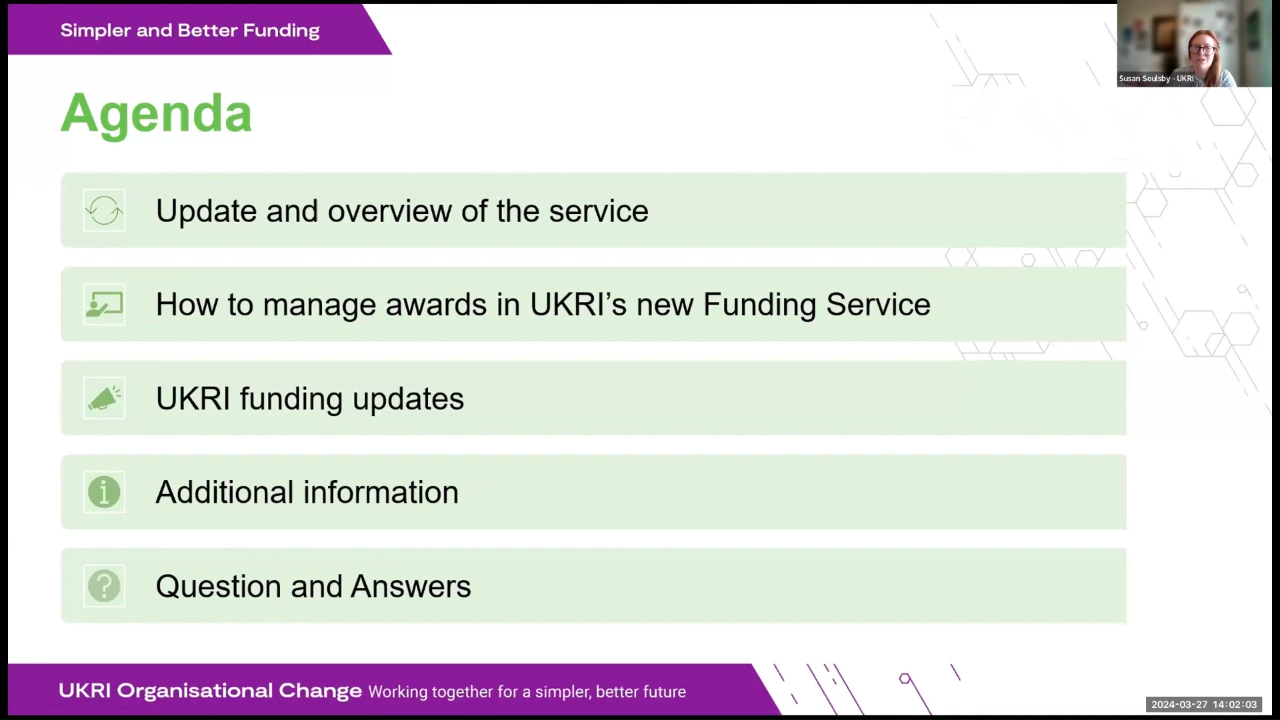 Simpler and Better Funding
Susan Soulsby - UKRI
Agenda
Update and overview of the service
How to manage awards in UKRI’s new Funding Service
UKRI funding updates
Additional information
Question and Answers
UKRI Organisational Change Working together for a simpler, better future
2024-03-27 14:02:03